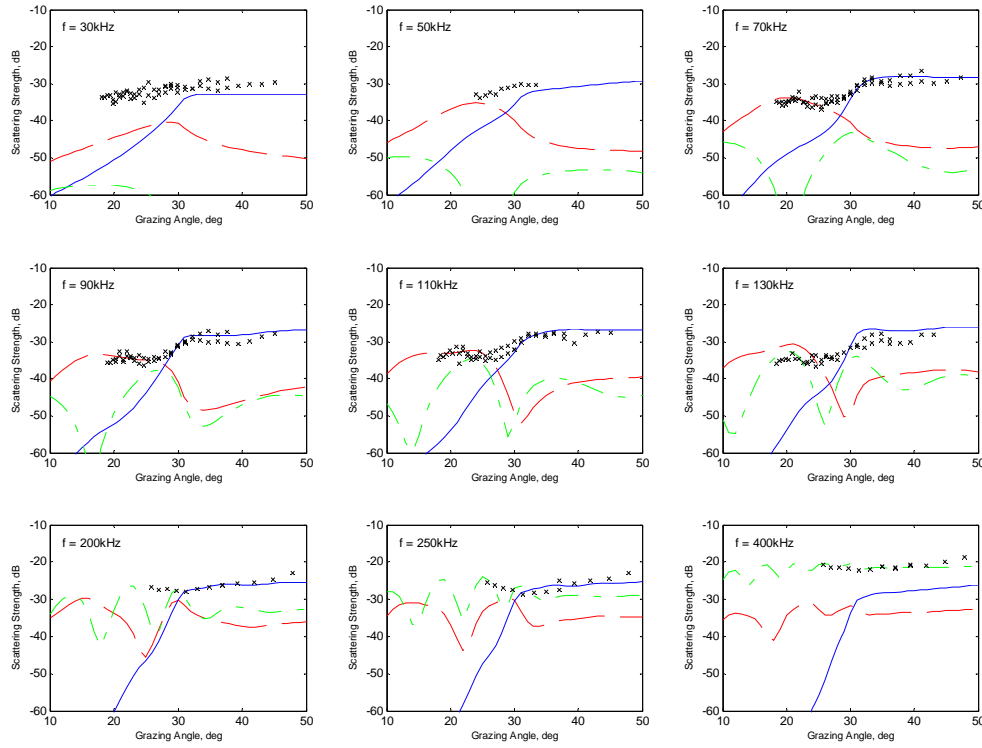 f = 30kHz
-10
-20
-30
-40
-50
-60
10 20 30 40 50
Grazing Angle, deg
Scattering Strength, dB
f = 50kHz
-10
-20
-30
-40
-50
-60
10 20 30 40 50
Grazing Angle, deg
Scattering Strength, dB
f = 70kHz
-10
-20
-30
-40
-50
-60
10 20 30 40 50
Grazing Angle, deg
Scattering Strength, dB
f = 90kHz
-10
-20
-30
-40
-50
-60
10 20 30 40 50
Grazing Angle, deg
Scattering Strength, dB
f = 110kHz
-10
-20
-30
-40
-50
-60
10 20 30 40 50
Grazing Angle, deg
Scattering Strength, dB
f = 130kHz
-10
-20
-30
-40
-50
-60
10 20 30 40 50
Grazing Angle, deg
Scattering Strength, dB
f = 200kHz
-10
-20
-30
-40
-50
-60
10 20 30 40 50
Grazing Angle, deg
Scattering Strength, dB
f = 250kHz
-10
-20
-30
-40
-50
-60
10 20 30 40 50
Grazing Angle, deg
Scattering Strength, dB
f = 400kHz
-10
-20
-30
-40
-50
-60
10 20 30 40 50
Grazing Angle, deg
Scattering Strength, dB